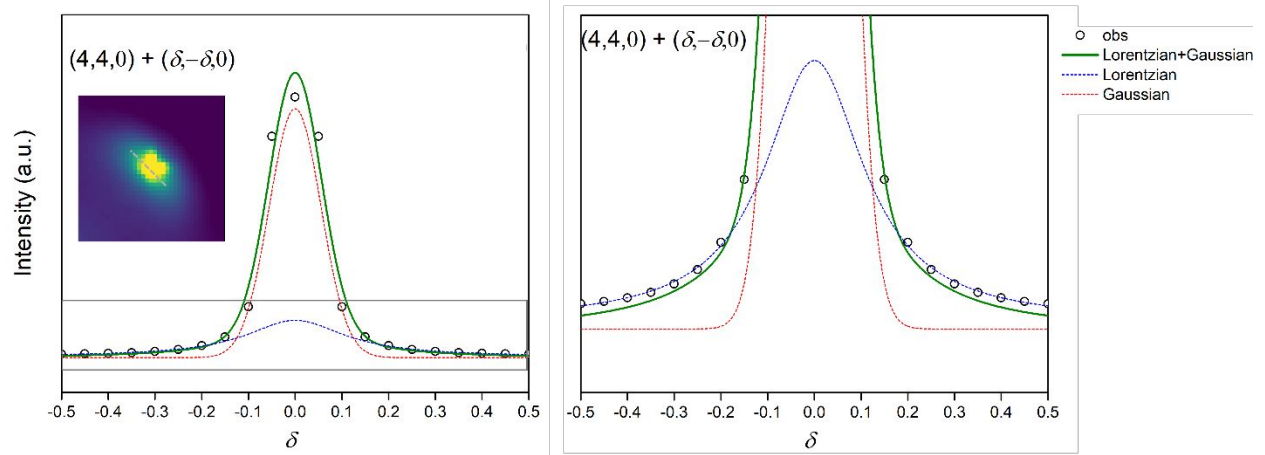 (4,4,0) + (δ,−δ,0)
Intensity (a.u.)
-0.5 -0.4 -0.3 -0.2 -0.1 0.0 0.1 0.2 0.3 0.4 0.5
δ
(4,4,0) + (δ,−δ,0)
-0.5 -0.4 -0.3 -0.2 -0.1 0.0 0.1 0.2 0.3 0.4 0.5
δ
obs
Lorentzian+Gaussian
Lorentzian
Gaussian